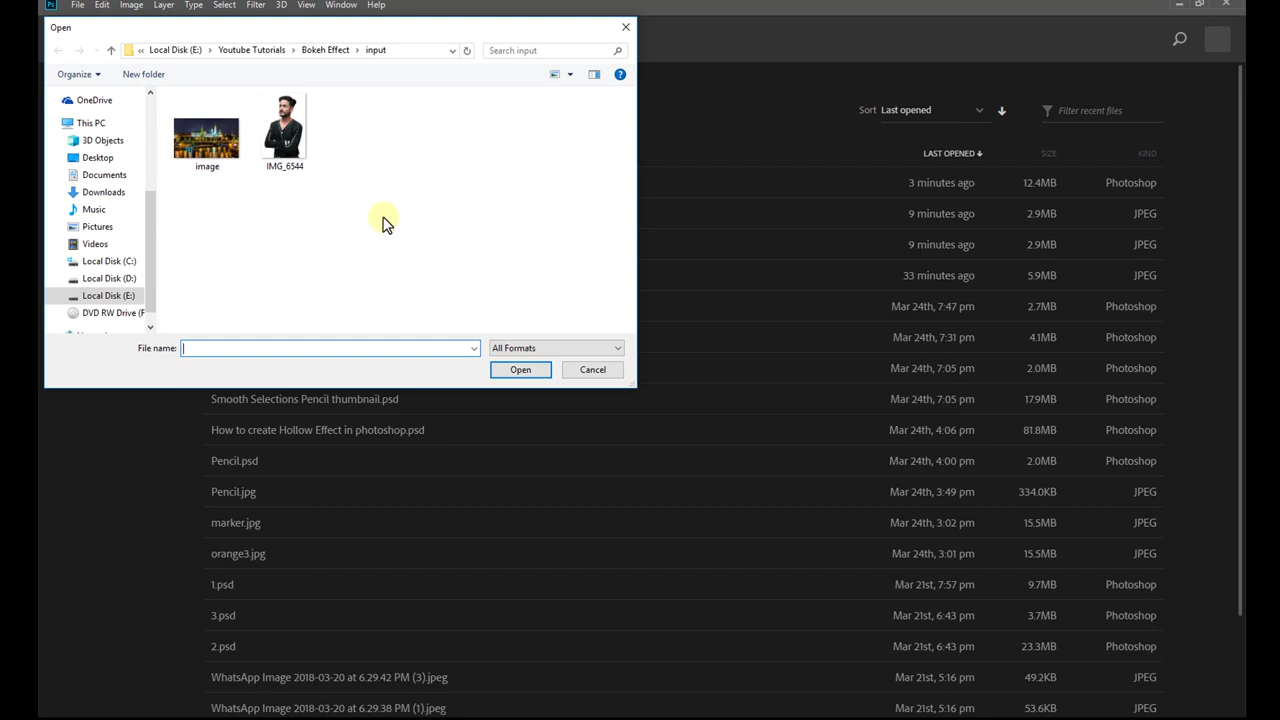 Ps File Edit Image Layer Type Select Filter 3D View Window Help
Open
« Local Disk (E:) › Youtube Tutorials › Bokeh Effect › input
Search input
Organize New folder
OneDrive
This PC
3D Objects
Desktop
Documents
Downloads
Music
Pictures
Videos
Local Disk (C:)
Local Disk (D:)
Local Disk (E:)
DVD RW Drive (F
image
IMG_6544
File name:
All Formats
Open Cancel
Sort Last opened
Filter recent files
LAST OPENED SIZE KIND
3 minutes ago 12.4MB Photoshop
9 minutes ago 2.9MB JPEG
9 minutes ago 2.9MB JPEG
33 minutes ago 5.9MB JPEG
Mar 24th, 7:47 pm 2.7MB Photoshop
Mar 24th, 7:31 pm 4.1MB Photoshop
Mar 24th, 7:05 pm 2.0MB Photoshop
Smooth Selections Pencil thumbnail.psd Mar 24th, 7:05 pm 17.9MB Photoshop
How to create Hollow Effect in photoshop.psd Mar 24th, 4:06 pm 81.8MB Photoshop
Pencil.psd Mar 24th, 4:00 pm 2.0MB Photoshop
Pencil.jpg Mar 24th, 3:49 pm 334.0KB JPEG
marker.jpg Mar 24th, 3:02 pm 15.5MB JPEG
orange3.jpg Mar 24th, 3:01 pm 15.5MB JPEG
1.psd Mar 21st, 7:57 pm 9.7MB Photoshop
3.psd Mar 21st, 6:43 pm 3.7MB Photoshop
2.psd Mar 21st, 6:43 pm 23.3MB Photoshop
WhatsApp Image 2018-03-20 at 6.29.42 PM (3).jpeg Mar 21st, 5:16 pm 49.2KB JPEG
WhatsApp Image 2018-03-20 at 6.29.38 PM (1).jpeg Mar 21st, 5:16 pm 53.6KB JPEG